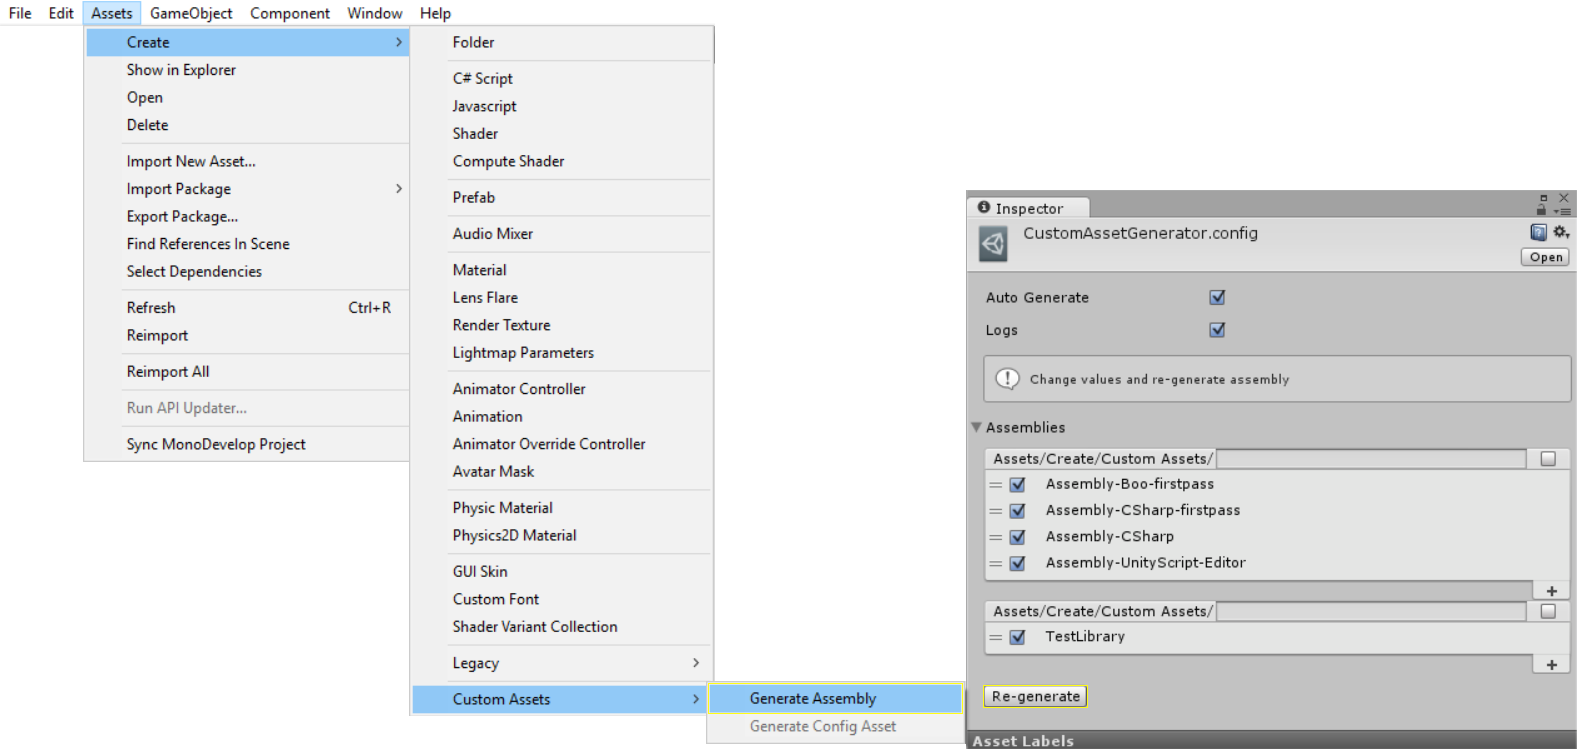 File Edit Assets GameObject Component Window Help
Create
Show in Explorer
Open
Delete
Import New Asset...
Import Package
Export Package...
Find References In Scene
Select Dependencies
Refresh Ctrl+R
Reimport
Reimport All
Run API Updater...
Sync MonoDevelop Project
Folder
C# Script
Javascript
Shader
Compute Shader
Prefab
Audio Mixer
Material
Lens Flare
Render Texture
Lightmap Parameters
Animator Controller
Animation
Animator Override Controller
Avatar Mask
Physic Material
Physics2D Material
GUI Skin
Custom Font
Shader Variant Collection
Legacy
Custom Assets
Generate Assembly
Generate Config Asset
Inspector
CustomAssetGenerator.config
Open
Auto Generate
Logs
Change values and re-generate assembly
Assemblies
Assets/Create/Custom Assets/
Assembly-Boo-firstpass
Assembly-CSharp-firstpass
Assembly-CSharp
Assembly-UnityScript-Editor
+
Assets/Create/Custom Assets/
TestLibrary
+
Re-generate
Asset Labels